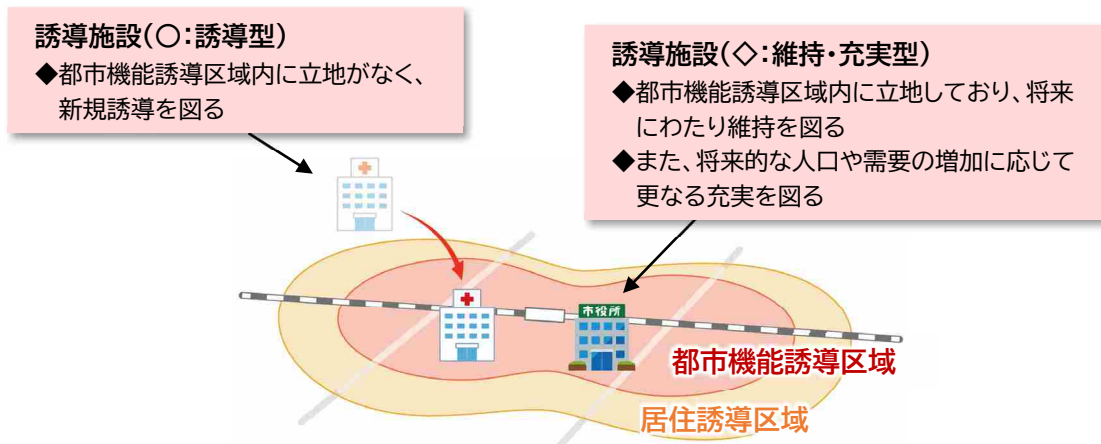 誘導施設(○:誘導型)
◆都市機能誘導区域内に立地がなく、
新規誘導を図る
誘導施設(◇:維持・充実型)
◆都市機能誘導区域内に立地しており、将来
にわたり維持を図る
◆また、将来的な人口や需要の増加に応じて
更なる充実を図る
市役所
都市機能誘導区域
居住誘導区域